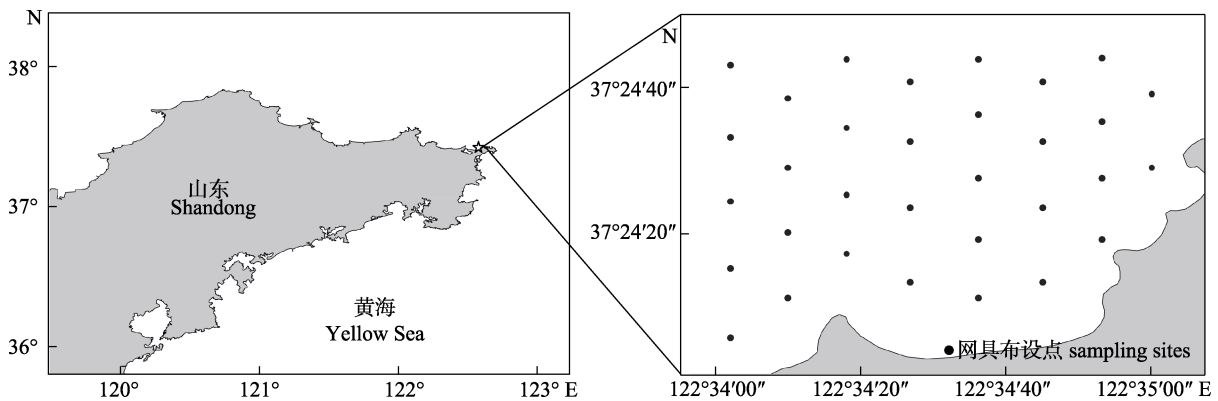 N
38°
37°
36°
山东
Shandong
黄海
Yellow Sea
120°
121°
122°
123° E
N
37°24′40″
37°24′20″
网具布设点 sampling sites
122°34′00″
122°34′20″
122°34′40″
122°35′00″ E